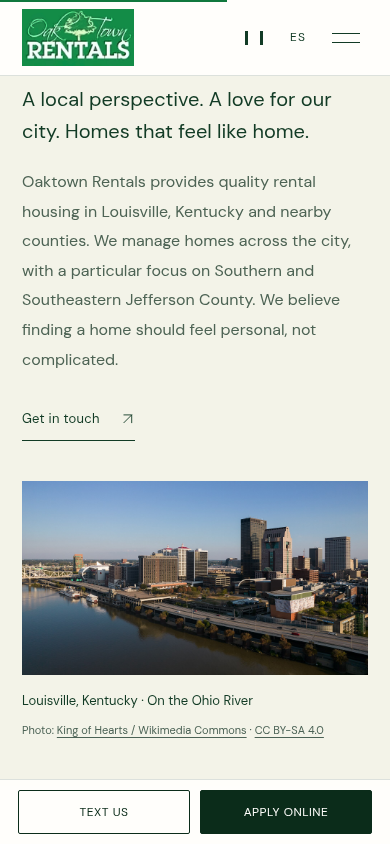 Oak Town
RENTALS
ES
A local perspective. A love for our
city. Homes that feel like home.
Oaktown Rentals provides quality rental
housing in Louisville, Kentucky and nearby
counties. We manage homes across the city,
with a particular focus on Southern and
Southeastern Jefferson County. We believe
finding a home should feel personal, not
complicated.
Get in touch
Louisville, Kentucky · On the Ohio River
Photo: King of Hearts / Wikimedia Commons · CC BY-SA 4.0
TEXT US
APPLY ONLINE